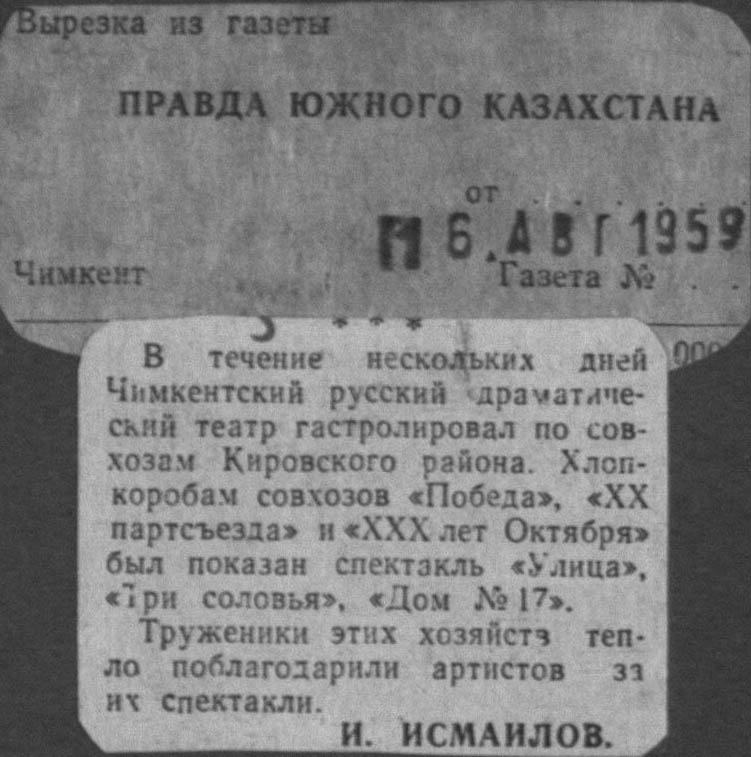 Вырезка из газеты
ПРАВДА ЮЖНОГО КАЗАХСТАНА
от . . . . .
6. АВГ 1959
Чимкент Газета № . .
* * *
В течение нескольких дней
Чимкентский русский драматиче-
ский театр гастролировал по сов-
хозам Кировского района. Хлоп-
коробам совхозов «Победа», «XX
партсъезда» и «XXX лет Октября»
был показан спектакль «Улица»,
«Три соловья», «Дом № 17».
Труженики этих хозяйств теп-
ло поблагодарили артистов за
их спектакли.
И. ИСМАИЛОВ.